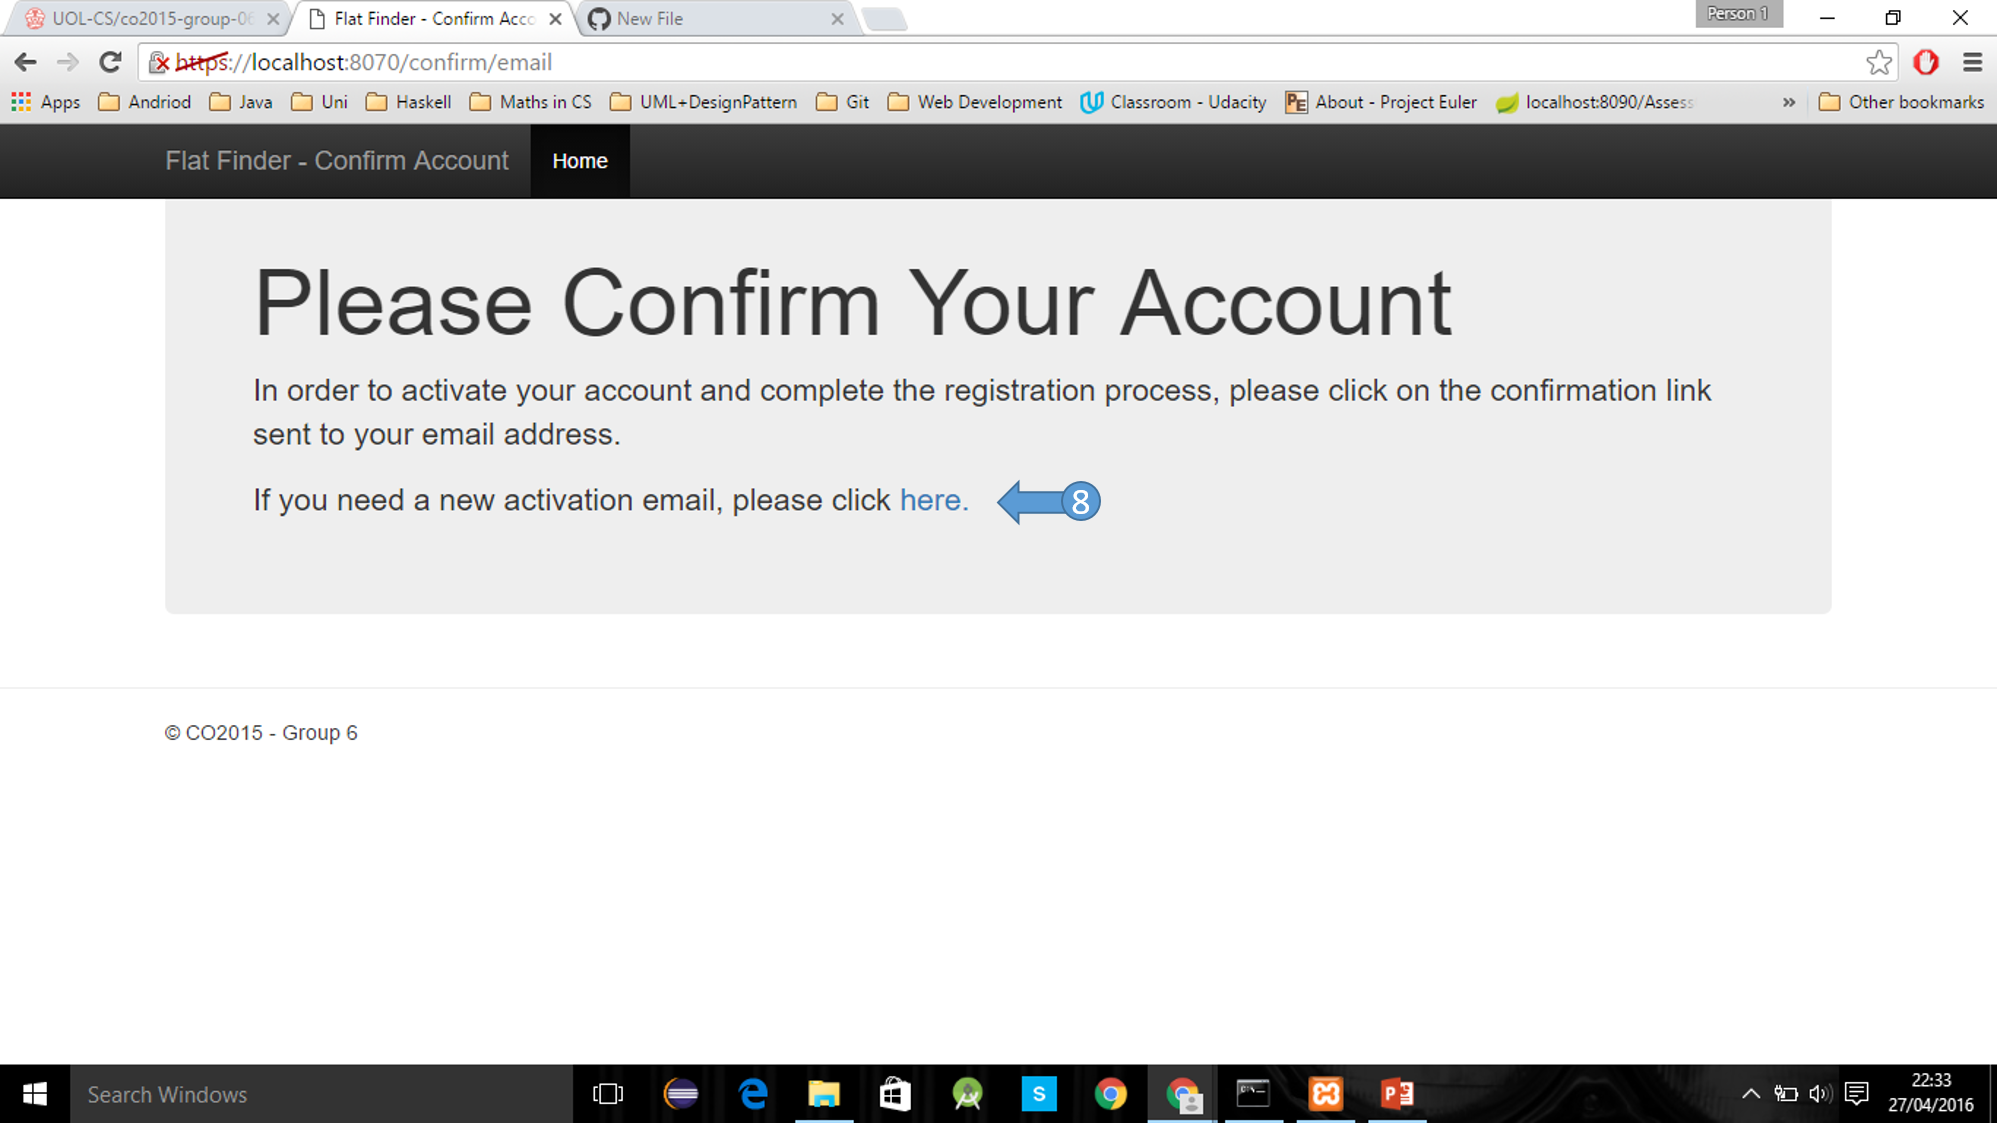 UOL-CS/co2015-group-06
Flat Finder - Confirm Acco
New File
Person 1
https://localhost:8070/confirm/email
Apps
Andriod
Java
Uni
Haskell
Maths in CS
UML+DesignPattern
Git
Web Development
Classroom - Udacity
PE
About - Project Euler
localhost:8090/Assess
»
Other bookmarks
Flat Finder - Confirm Account
Home
Please Confirm Your Account
In order to activate your account and complete the registration process, please click on the confirmation link
sent to your email address.
If you need a new activation email, please click here.
8
© CO2015 - Group 6
Search Windows
S
22:33
27/04/2016